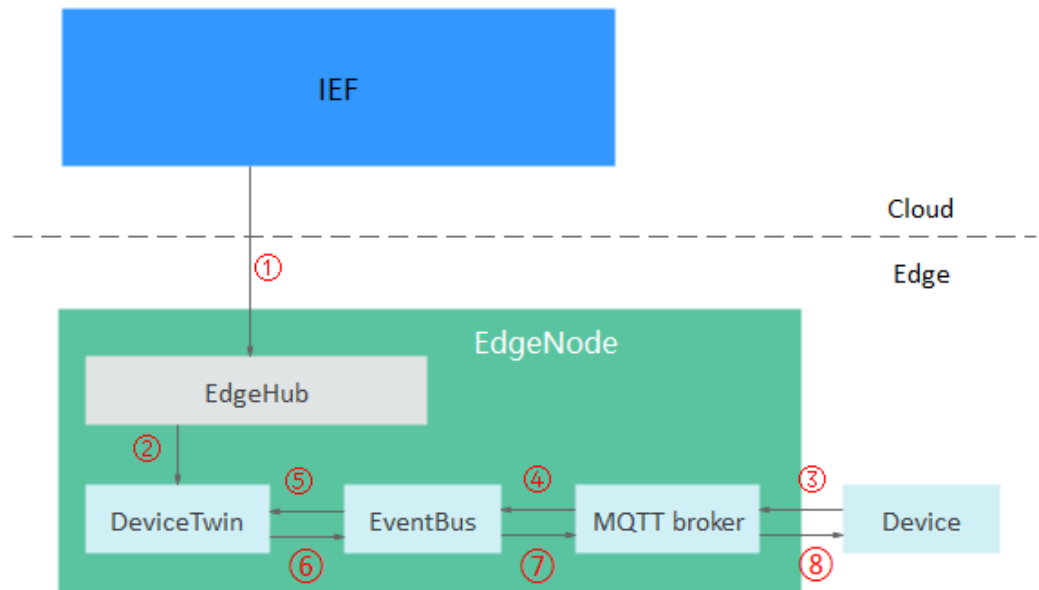 IEF
Cloud
①
Edge
EdgeNode
EdgeHub
②
⑤
④
③
DeviceTwin
EventBus
MQTT broker
Device
⑥
⑦
⑧